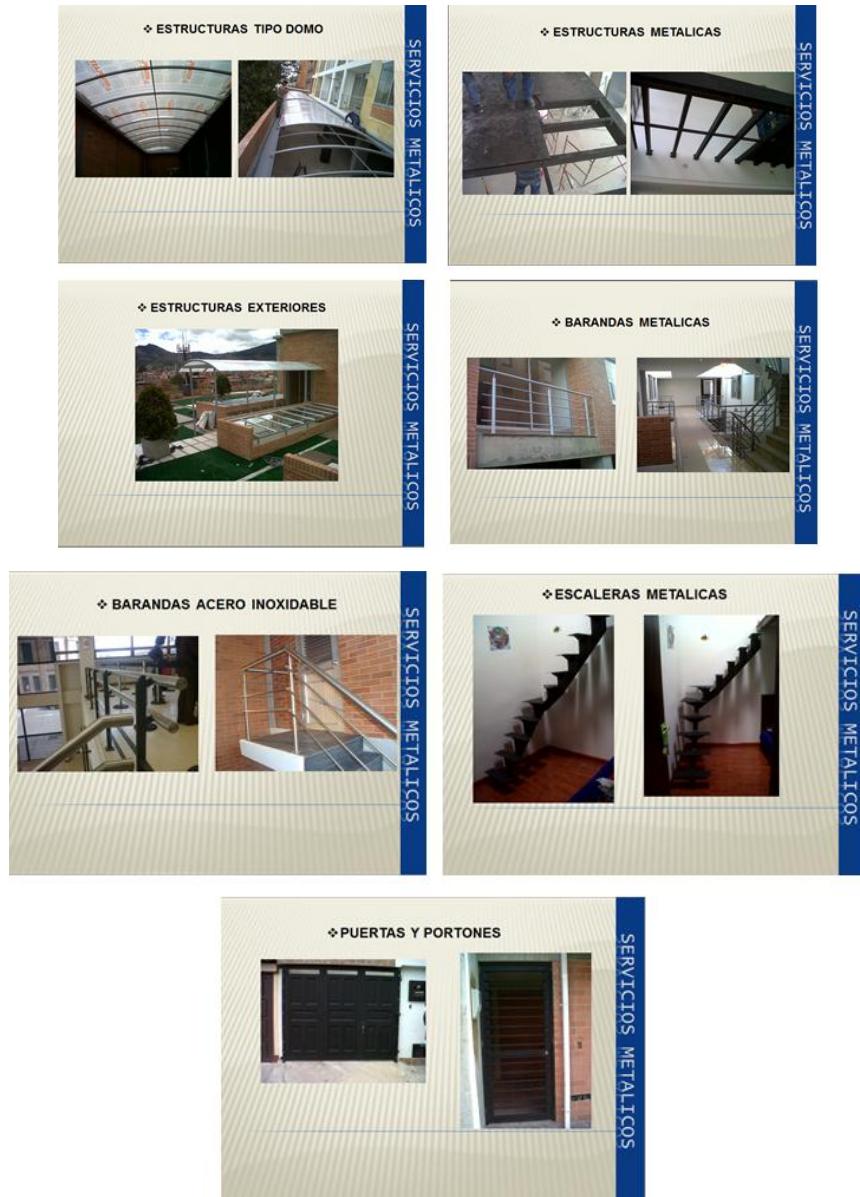 ❖ ESTRUCTURAS TIPO DOMO
SERVICIOS METALICOS
❖ ESTRUCTURAS METALICAS
SERVICIOS METALICOS
❖ ESTRUCTURAS EXTERIORES
SERVICIOS METALICOS
❖ BARANDAS METALICAS
SERVICIOS METALICOS
❖ BARANDAS ACERO INOXIDABLE
SERVICIOS METALICOS
❖ ESCALERAS METALICAS
SERVICIOS METALICOS
❖ PUERTAS Y PORTONES
SERVICIOS METALICOS